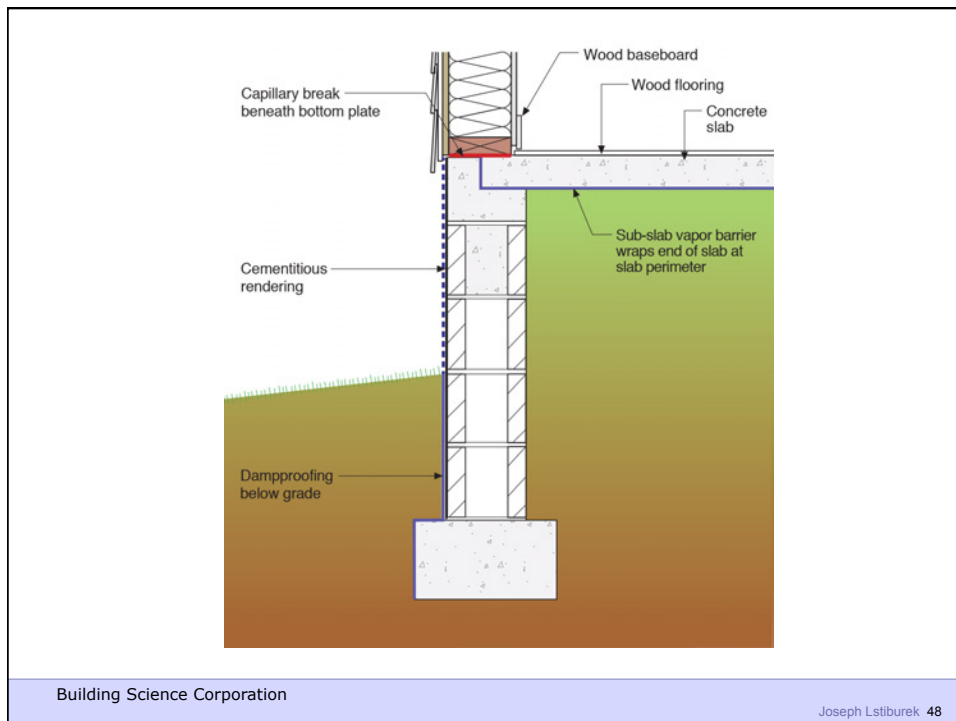 Wood baseboard
Wood flooring
Capillary break
beneath bottom plate
Concrete
slab
Sub-slab vapor barrier
wraps end of slab at
slab perimeter
Cementitious
rendering
Dampproofing
below grade
Building Science Corporation
Joseph Lstiburek 48